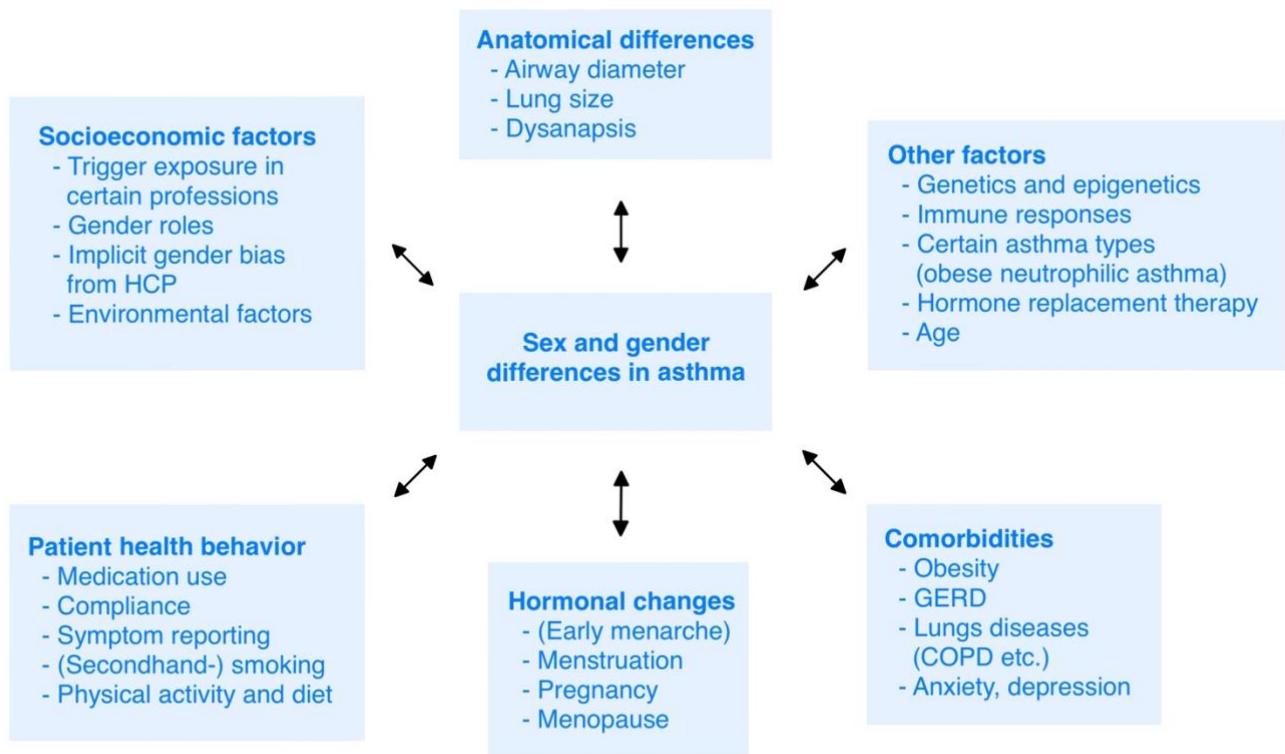 Anatomical differences
- Airway diameter
- Lung size
- Dysanapsis
Socioeconomic factors
- Trigger exposure in
certain professions
- Gender roles
- Implicit gender bias
from HCP
- Environmental factors
Other factors
- Genetics and epigenetics
- Immune responses
- Certain asthma types
(obese neutrophilic asthma)
- Hormone replacement therapy
- Age
Sex and gender
differences in asthma
Patient health behavior
- Medication use
- Compliance
- Symptom reporting
- (Secondhand-) smoking
- Physical activity and diet
Hormonal changes
- (Early menarche)
- Menstruation
- Pregnancy
- Menopause
Comorbidities
- Obesity
- GERD
- Lungs diseases
(COPD etc.)
- Anxiety, depression